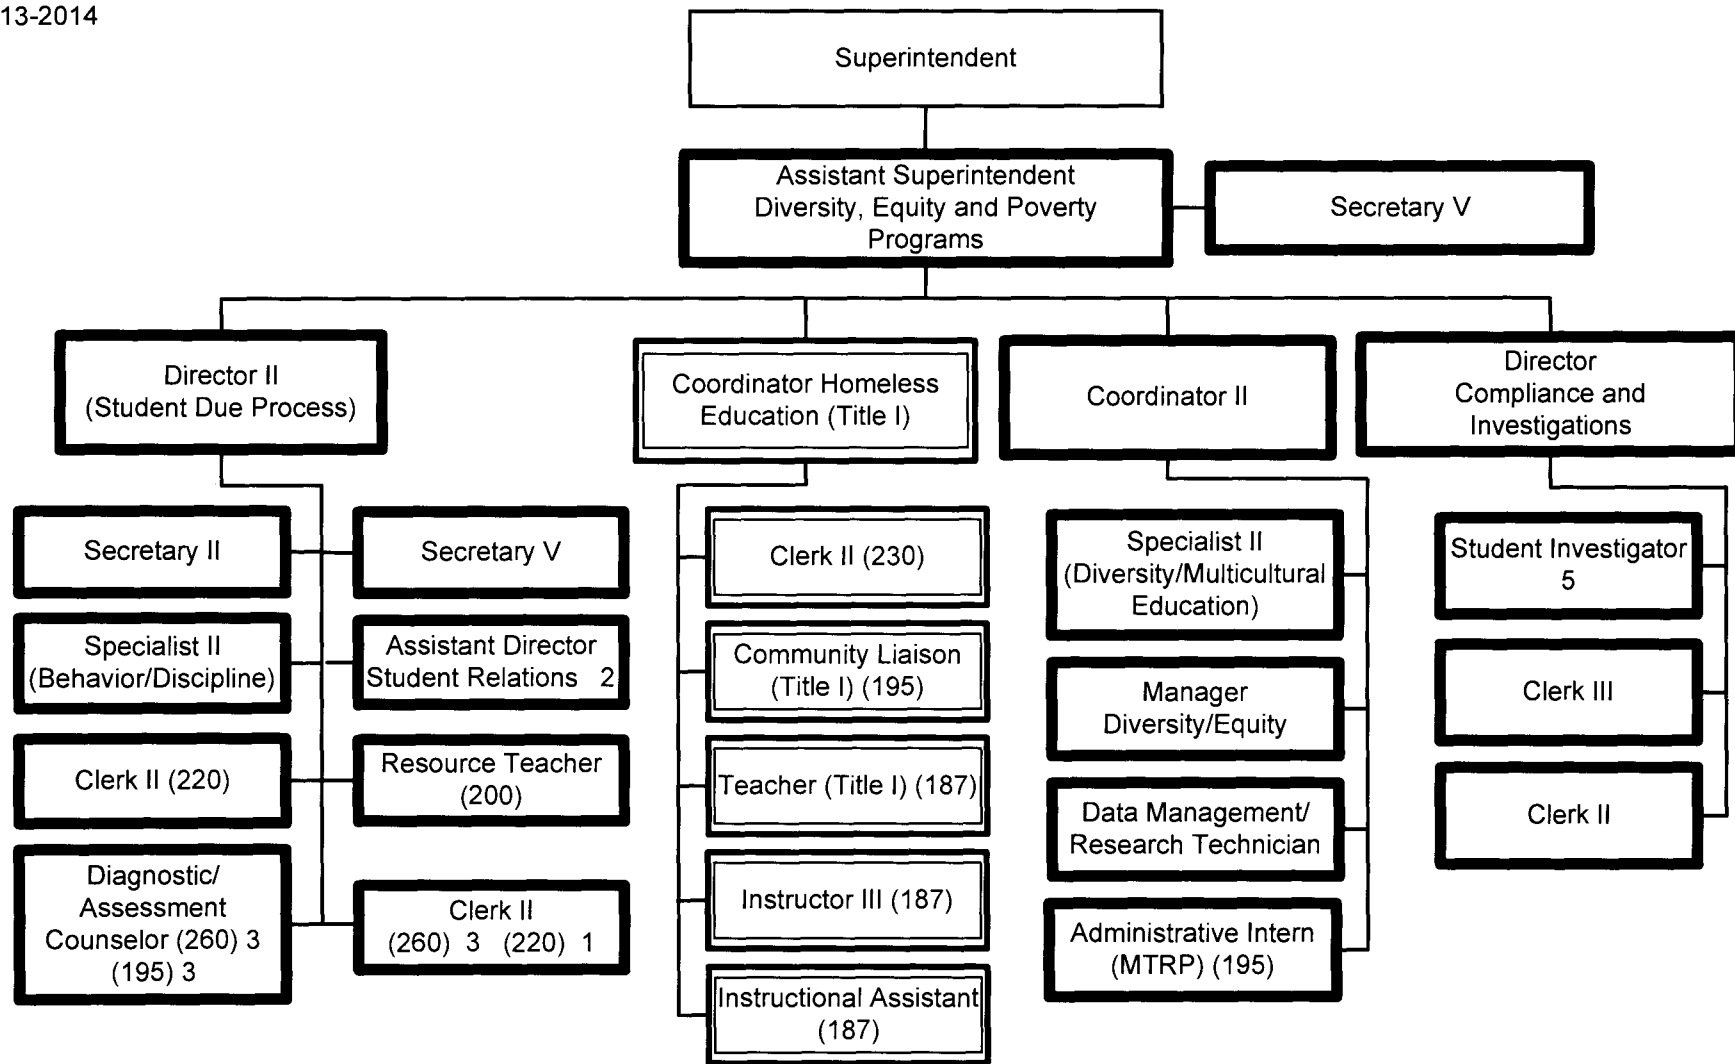 13-2014
Superintendent
Assistant Superintendent
Diversity, Equity and Poverty
Programs
Secretary V
Director II
(Student Due Process)
Coordinator Homeless
Education (Title I)
Coordinator II
Director
Compliance and
Investigations
Secretary II
Secretary V
Specialist II
(Behavior/Discipline)
Assistant Director
Student Relations 2
Clerk II (220)
Resource Teacher
(200)
Diagnostic/
Assessment
Counselor (260) 3
(195) 3
Clerk II
(260) 3 (220) 1
Clerk II (230)
Community Liaison
(Title I) (195)
Teacher (Title I) (187)
Instructor III (187)
Instructional Assistant
(187)
Specialist II
(Diversity/Multicultural
Education)
Manager
Diversity/Equity
Data Management/
Research Technician
Administrative Intern
(MTRP) (195)
Student Investigator
5
Clerk III
Clerk II